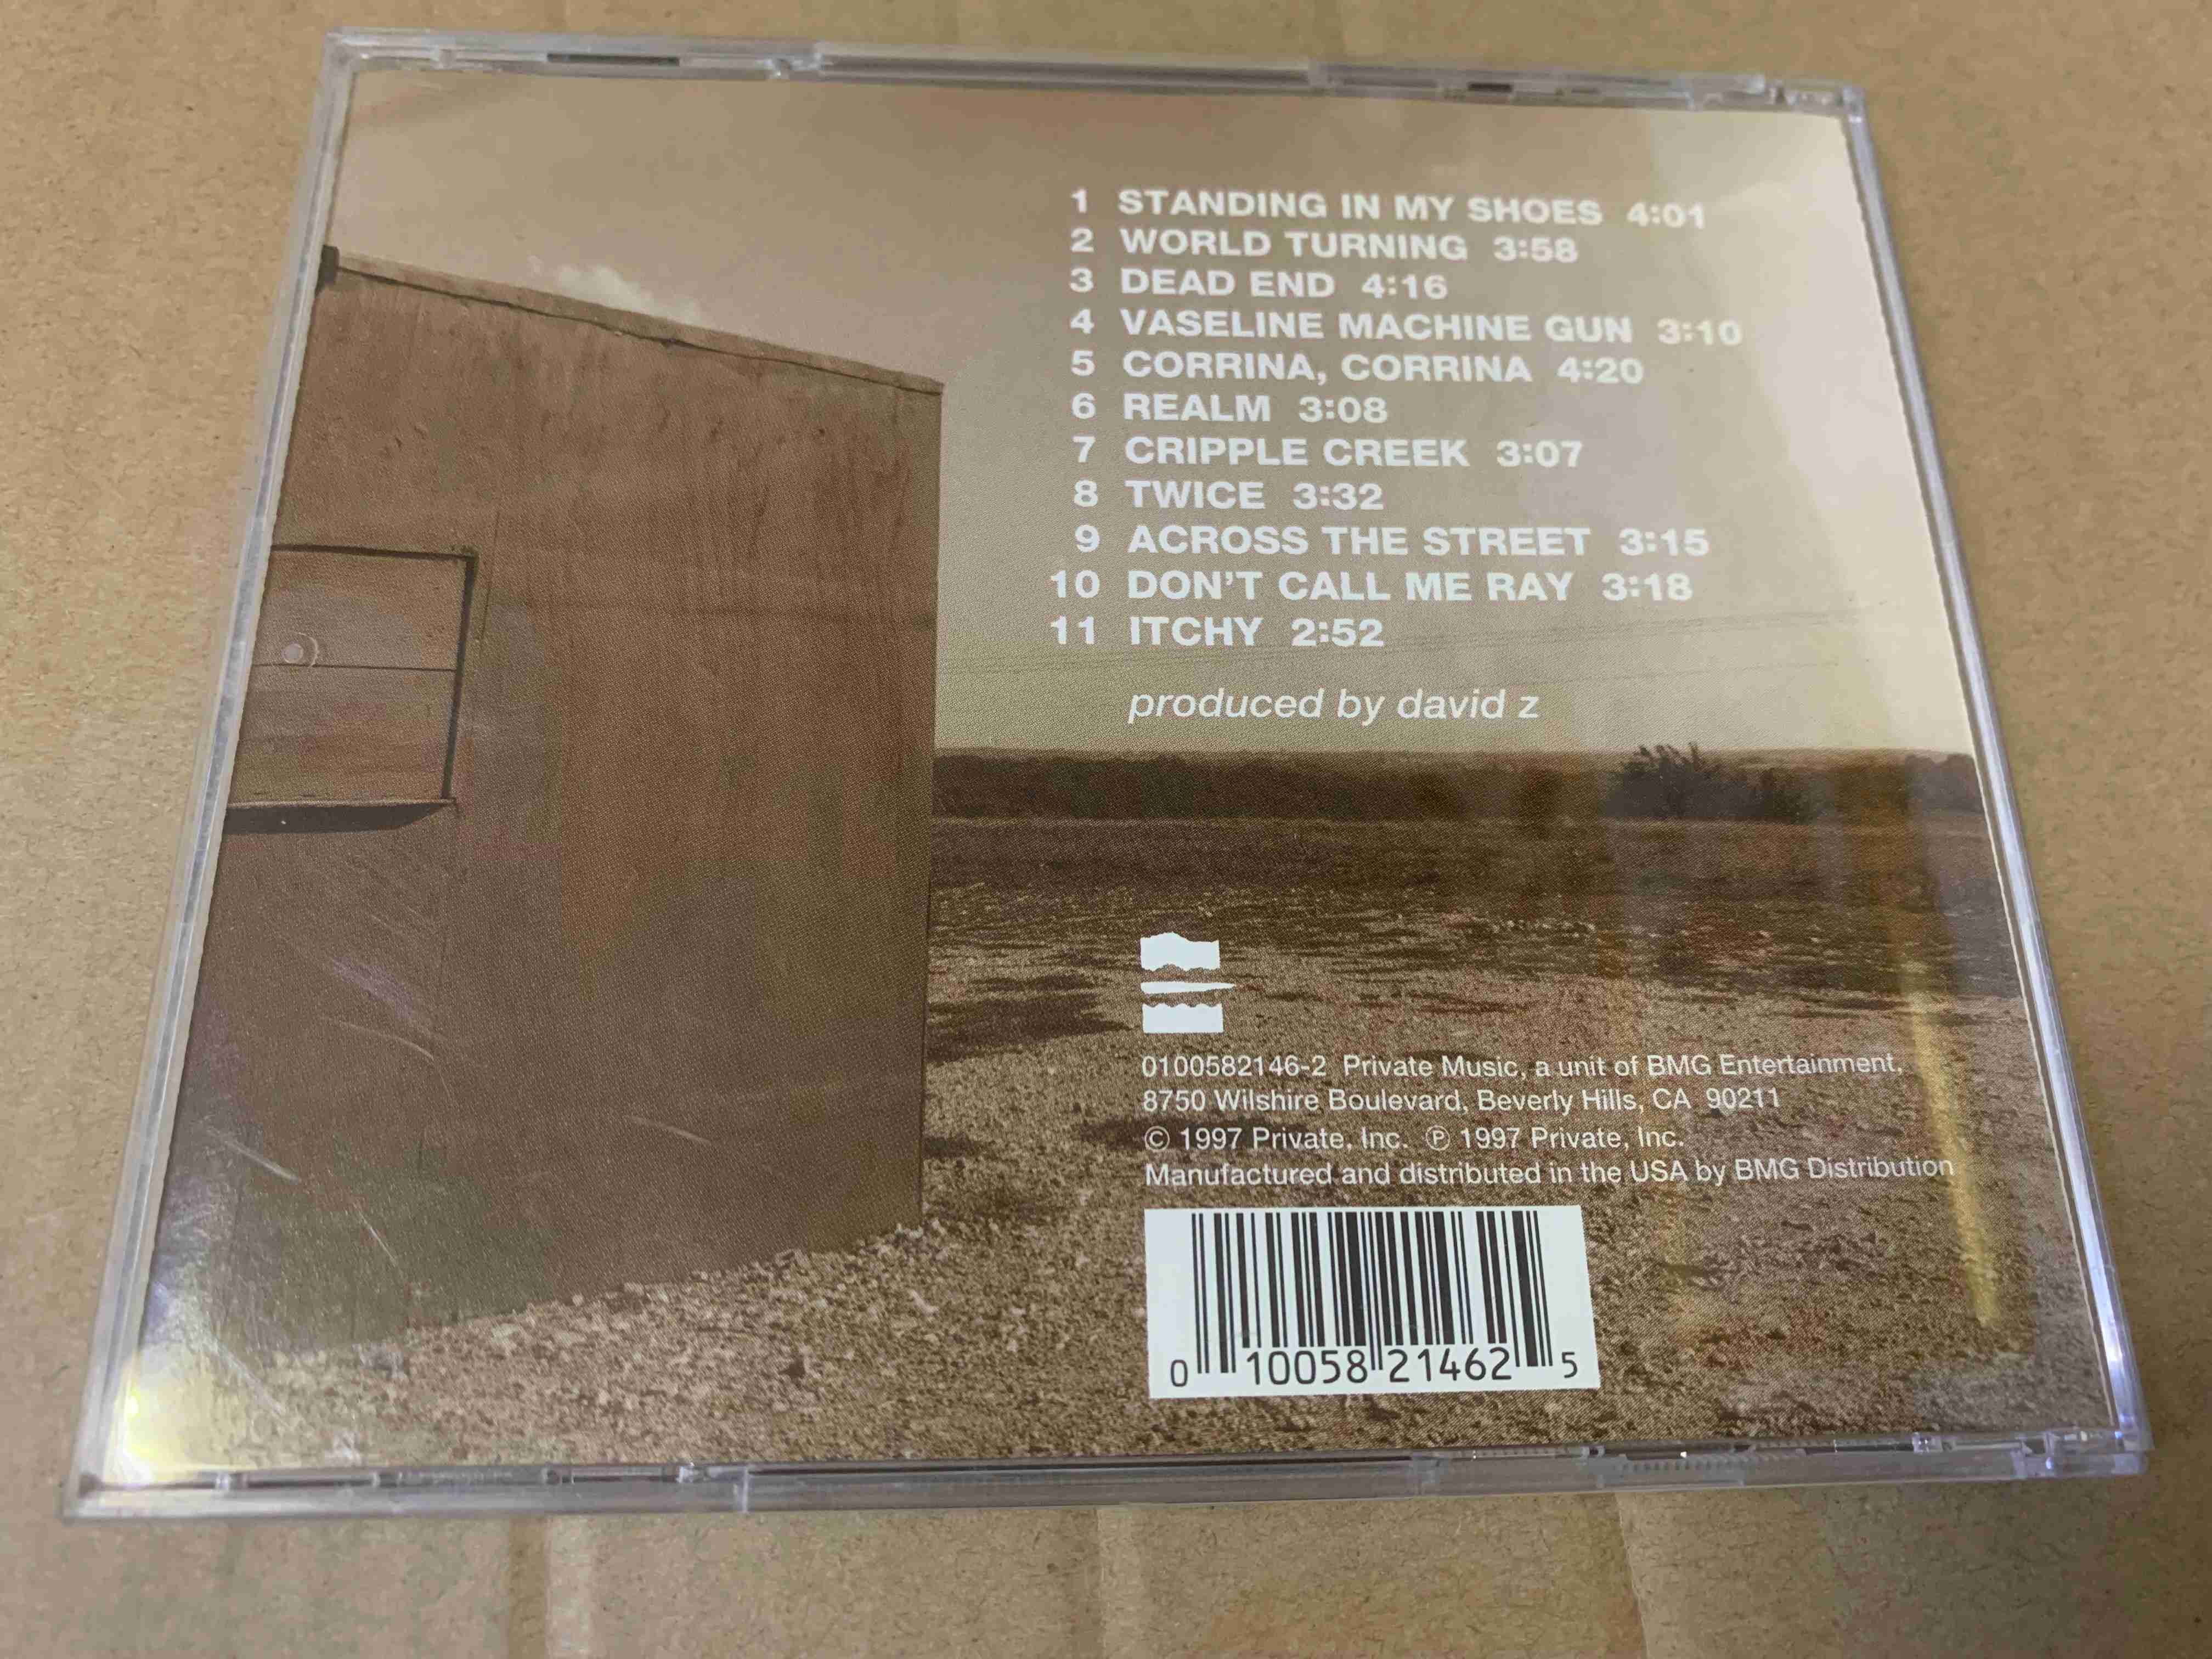 1 STANDING IN MY SHOES 4:01
2 WORLD TURNING 3:58
3 DEAD END 4:16
4 VASELINE MACHINE GUN 3:10
5 CORRINA, CORRINA 4:20
6 REALM 3:08
7 CRIPPLE CREEK 3:07
8 TWICE 3:32
9 ACROSS THE STREET 3:15
10 DON'T CALL ME RAY 3:18
11 ITCHY 2:52
produced by david z
0100582146-2 Private Music, a unit of BMG Entertainment,
8750 Wilshire Boulevard, Beverly Hills, CA 90211
© 1997 Private, Inc. ℗ 1997 Private, Inc.
Manufactured and distributed in the USA by BMG Distribution
0 10058 21462 5